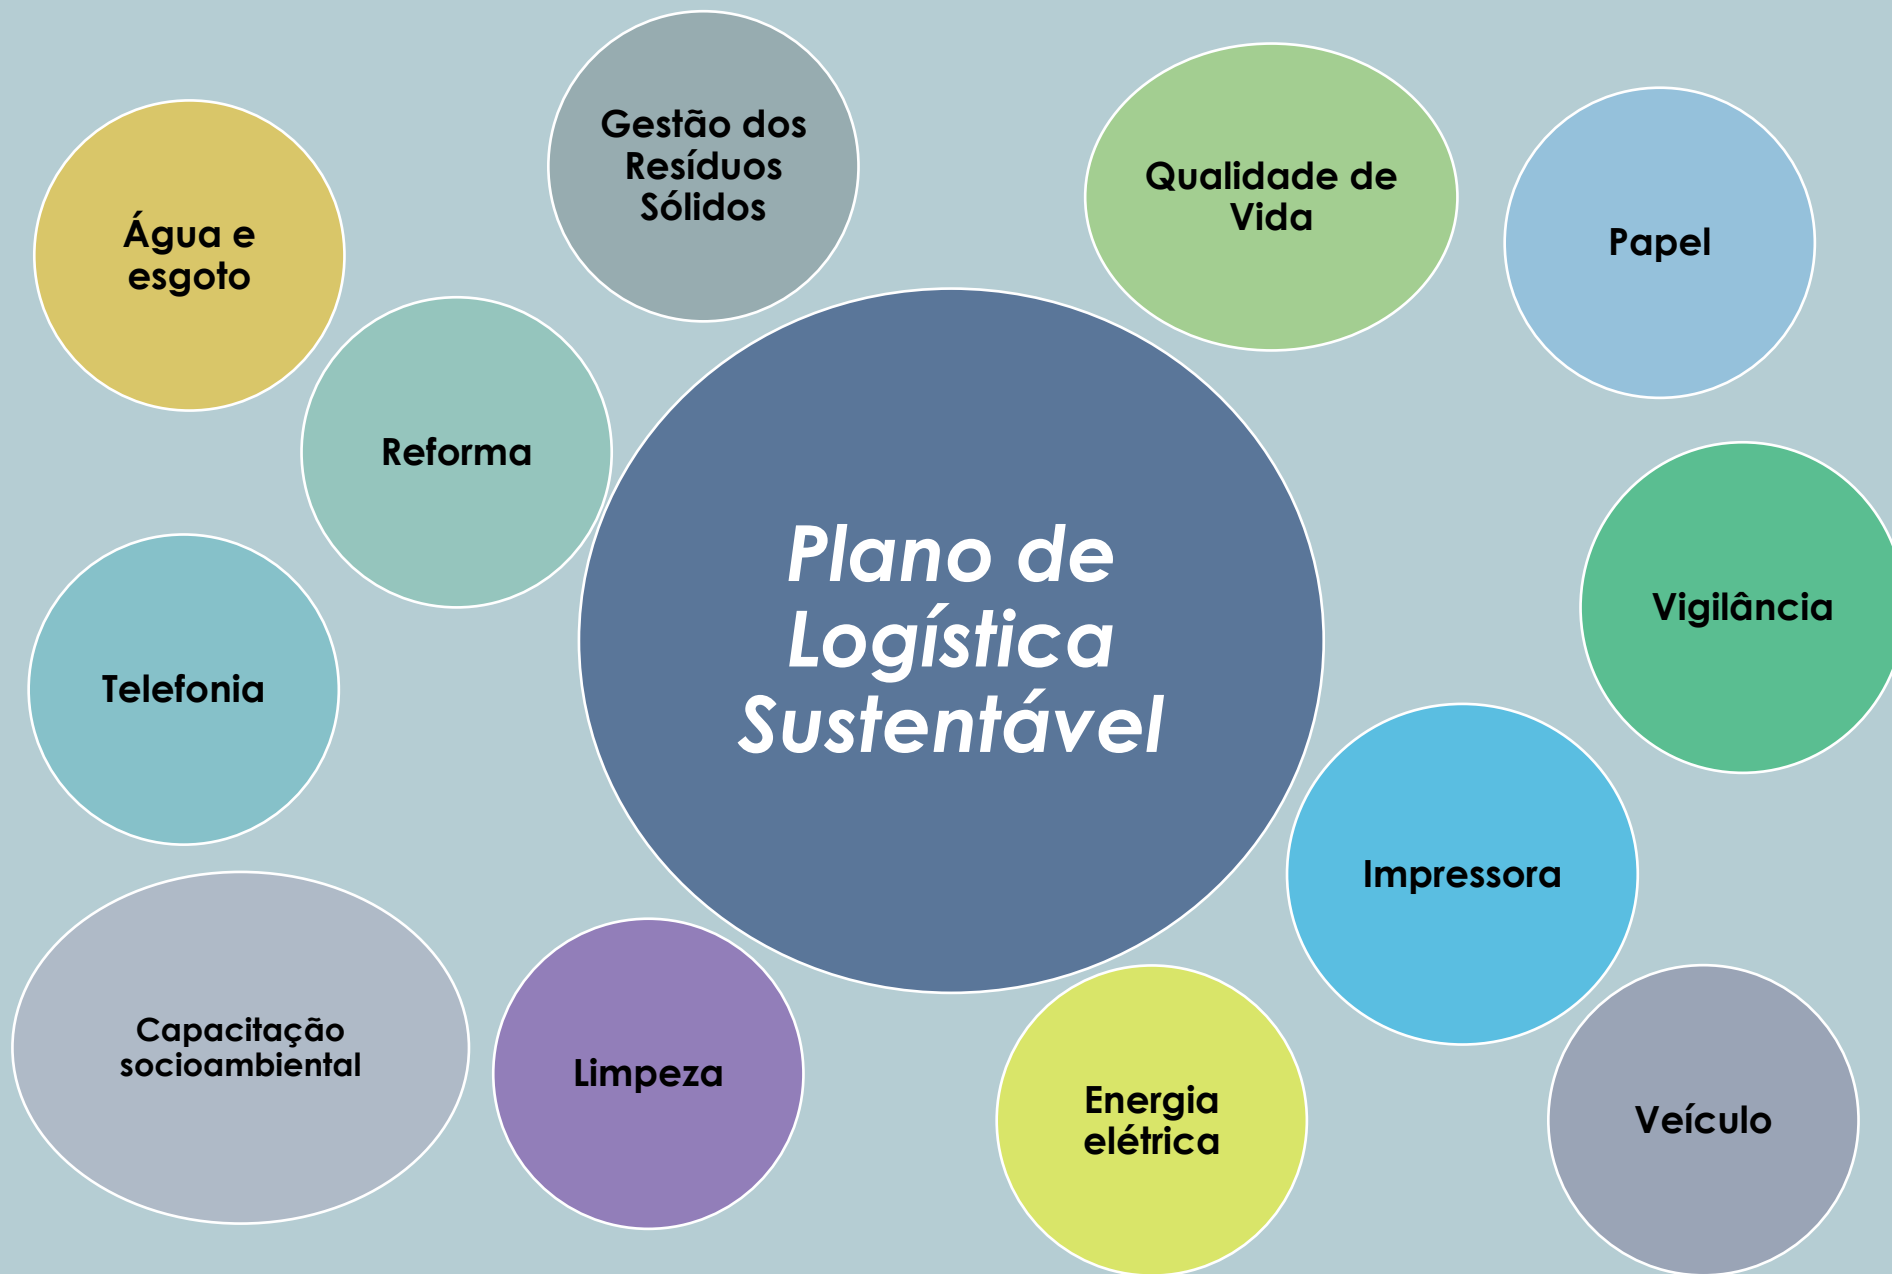 Gestão dos
Resíduos
Sólidos
Qualidade de
Vida
Papel
Água e
esgoto
Reforma
Plano de
Logística
Sustentável
Vigilância
Telefonia
Impressora
Capacitação
socioambiental
Limpeza
Energia
elétrica
Veículo